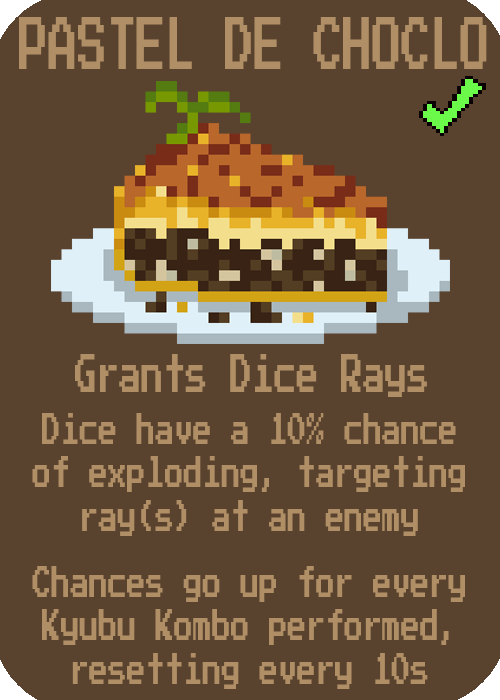 PASTEL DE CHOCLO
Grants Dice Rays
Dice have a 10% chance
of exploding, targeting
ray(s) at an enemy
Chances go up for every
Kyubu Kombo performed,
resetting every 10s